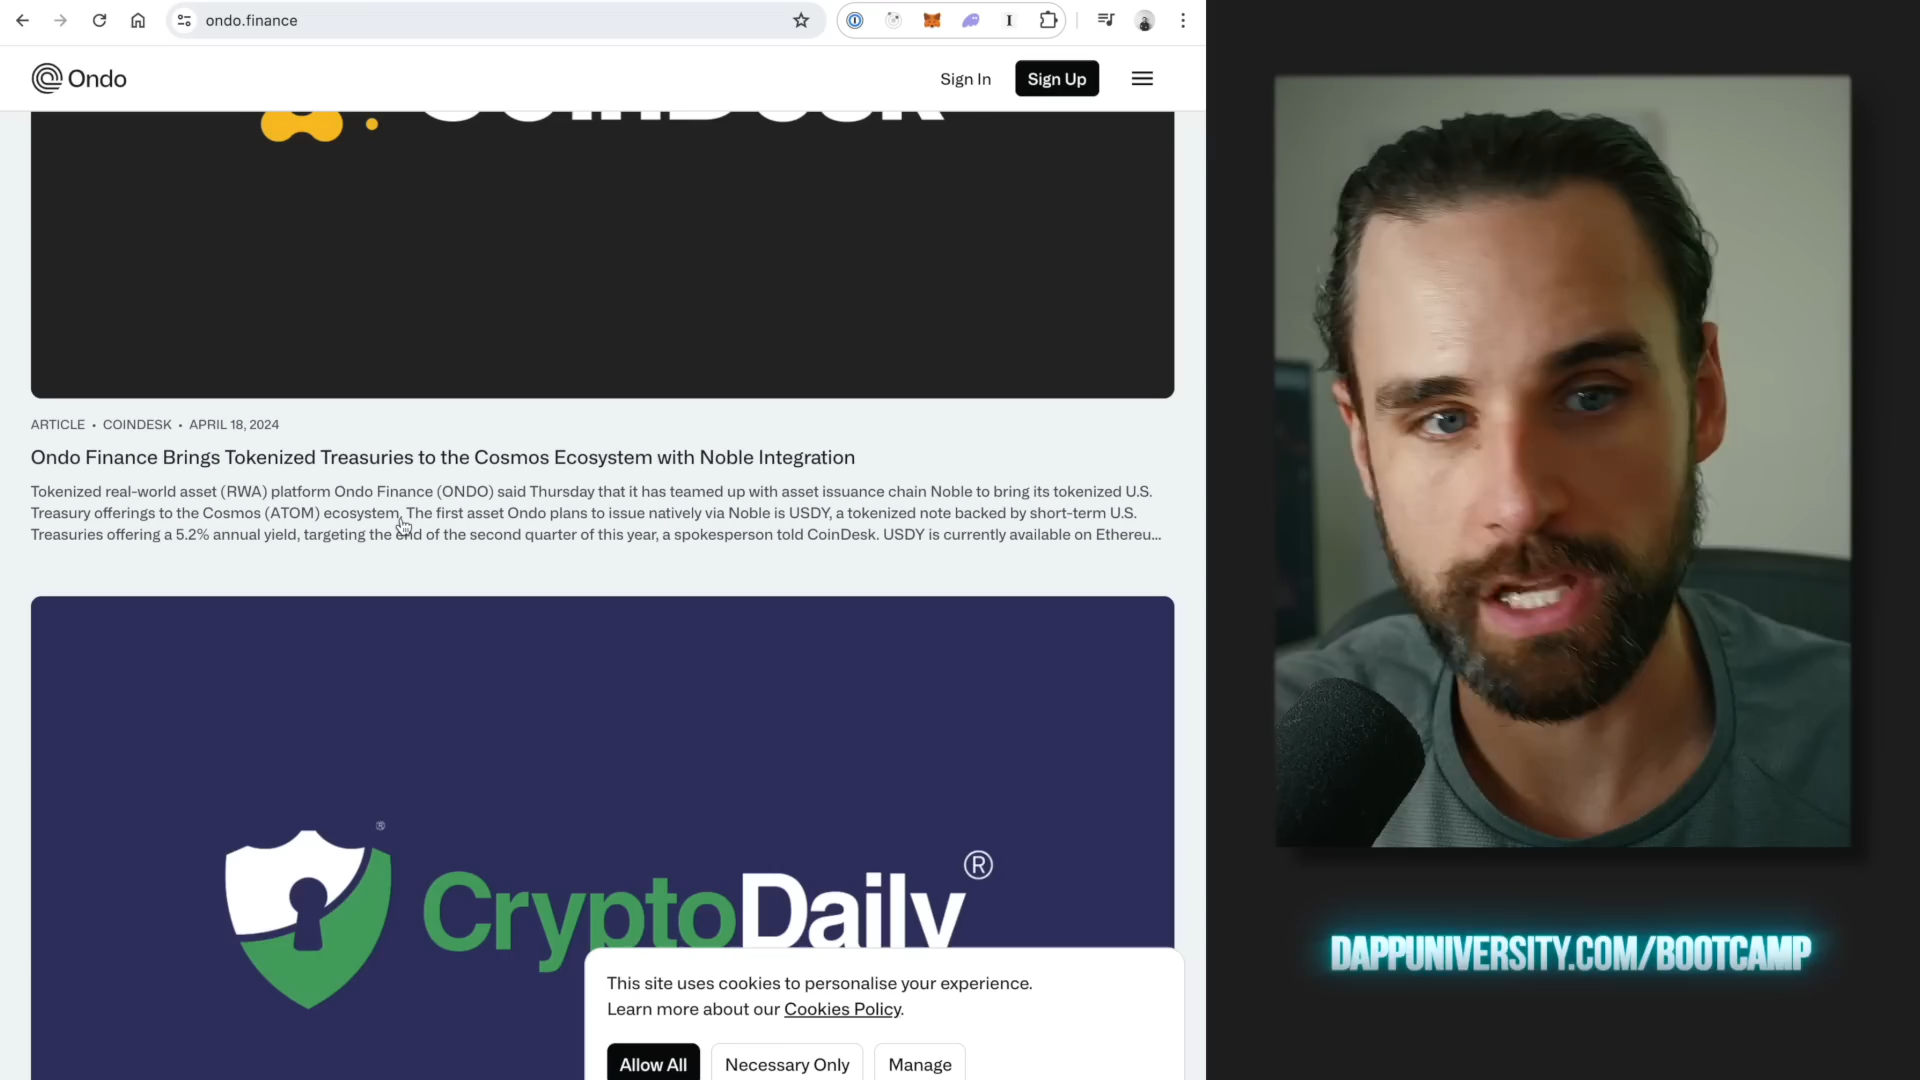 ondo.finance
Ondo
Sign In
Sign Up
ARTICLE • COINDESK • APRIL 18, 2024
Ondo Finance Brings Tokenized Treasuries to the Cosmos Ecosystem with Noble Integration
Tokenized real-world asset (RWA) platform Ondo Finance (ONDO) said Thursday that it has teamed up with asset issuance chain Noble to bring its tokenized U.S.
Treasury offerings to the Cosmos (ATOM) ecosystem. The first asset Ondo plans to issue natively via Noble is USDY, a tokenized note backed by short-term U.S.
Treasuries offering a 5.2% annual yield, targeting the end of the second quarter of this year, a spokesperson told CoinDesk. USDY is currently available on Ethereu...
®
CryptoDaily®
This site uses cookies to personalise your experience.
Learn more about our Cookies Policy.
Allow All
Necessary Only
Manage
DAPPUNIVERSITY.COM/BOOTCAMP